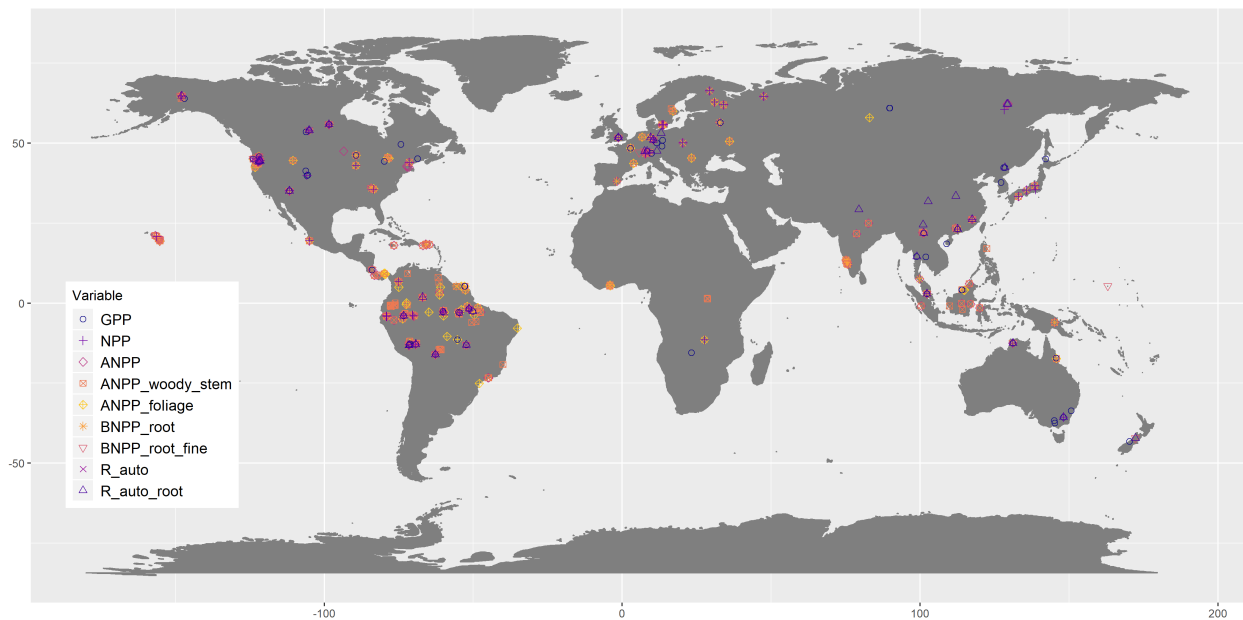 50
0
-50
Variable
GPP
NPP
ANPP
ANPP_woody_stem
ANPP_foliage
BNPP_root
BNPP_root_fine
R_auto
R_auto_root
-100
0
100
200